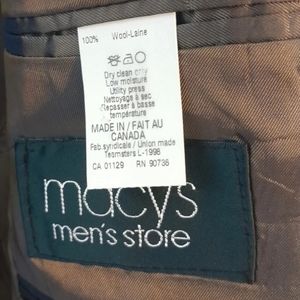 100% Wool-Laine
Dry clean only
Low moisture
Utility press
Nettoyage à sec
Repasser à basse
température
MADE IN / FAIT AU
CANADA
Fab.syndicale / Union made
Teamsters L-1998
CA 01129 RN 90736
macys
men's store